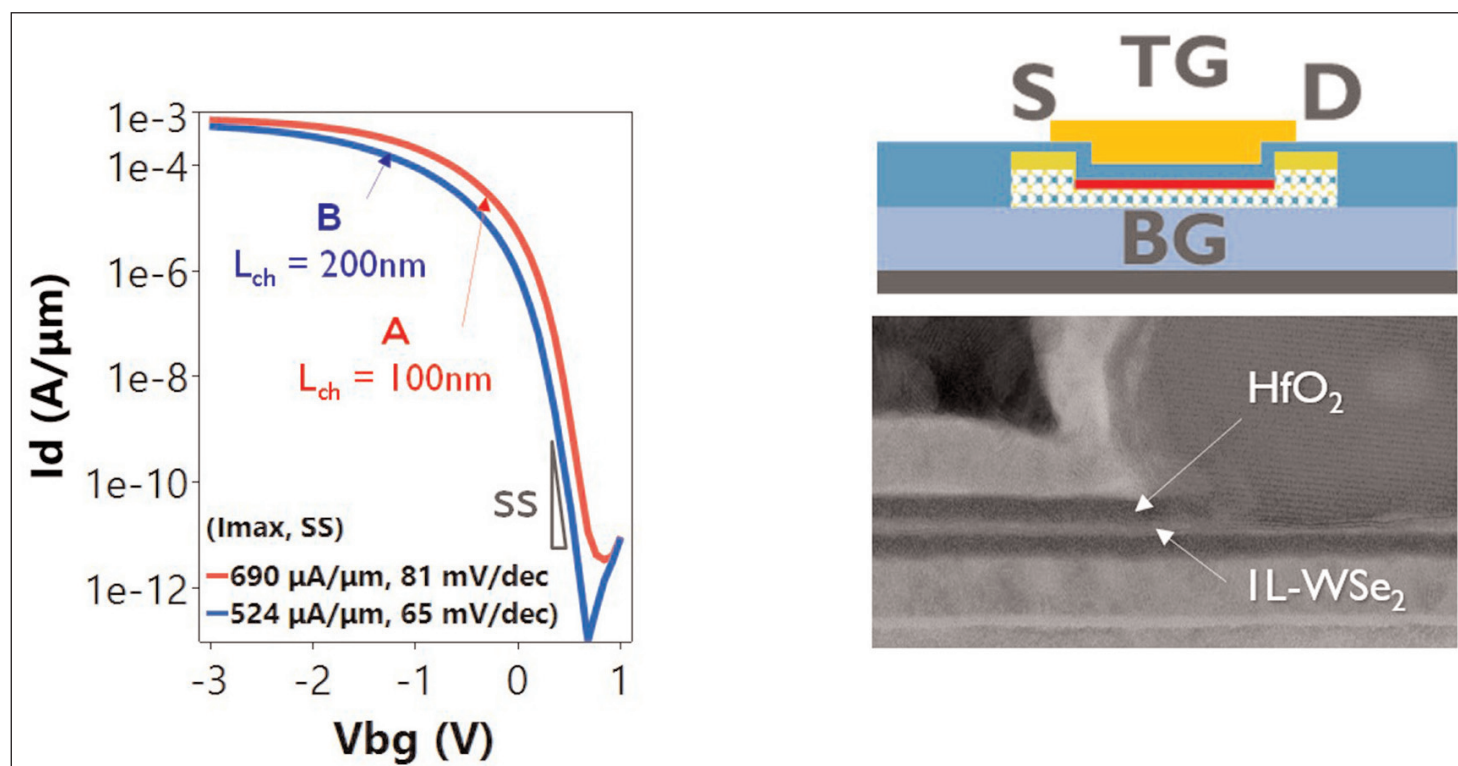 1e-3
1e-4
1e-6
1e-8
1e-10
1e-12
Id (A/μm)
B
L_ch = 200nm
A
L_ch = 100nm
SS
(Imax, SS)
690 μA/μm, 81 mV/dec
524 μA/μm, 65 mV/dec)
-3 -2 -1 0 1
Vbg (V)
TG
S D
BG
HfO₂
1L-WSe₂